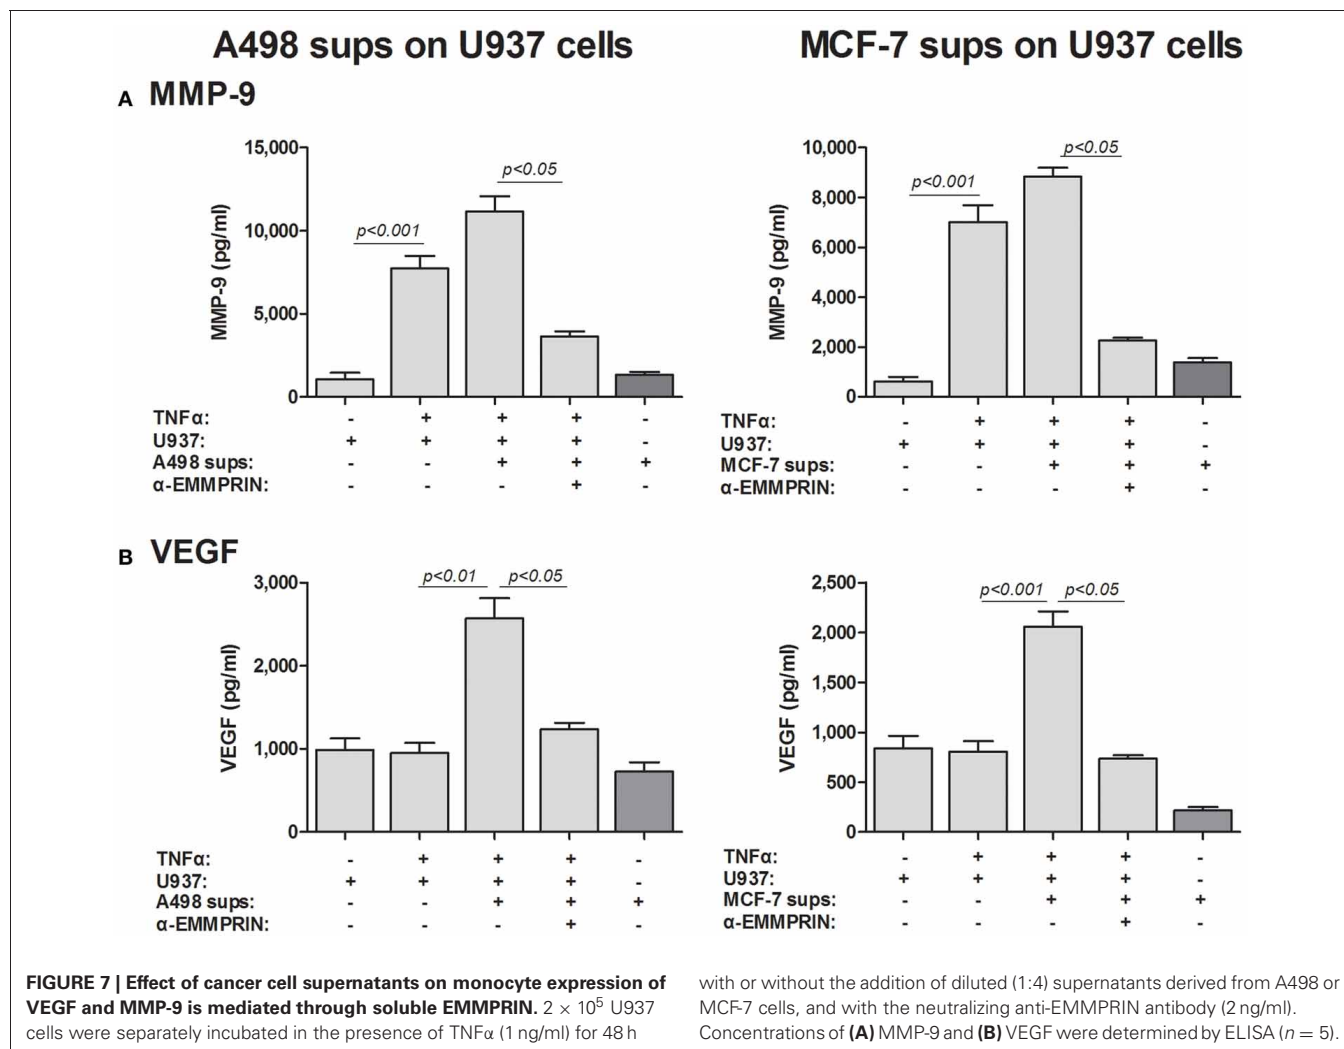 A498 sups on U937 cells
MCF-7 sups on U937 cells
A MMP-9
15,000
10,000
5,000
0
MMP-9 (pg/ml)
p<0.001
p<0.05
TNFα: - + + + -
U937: + + + + -
A498 sups: - - + + +
α-EMMPRIN: - - - + -
10,000
8,000
6,000
4,000
2,000
0
MMP-9 (pg/ml)
p<0.001
p<0.05
TNFα: - + + + -
U937: + + + + -
MCF-7 sups: - - + + +
α-EMMPRIN: - - - + -
B VEGF
3,000
2,000
1,000
0
VEGF (pg/ml)
p<0.01
p<0.05
TNFα: - + + + -
U937: + + + + -
A498 sups: - - + + +
α-EMMPRIN: - - - + -
2,500
2,000
1,500
1,000
500
0
VEGF (pg/ml)
p<0.001
p<0.05
TNFα: - + + + -
U937: + + + + -
MCF-7 sups: - - + + +
α-EMMPRIN: - - - + -
FIGURE 7 | Effect of cancer cell supernatants on monocyte expression of
VEGF and MMP-9 is mediated through soluble EMMPRIN. 2 × 10⁵ U937
cells were separately incubated in the presence of TNFα (1 ng/ml) for 48 h
with or without the addition of diluted (1:4) supernatants derived from A498 or
MCF-7 cells, and with the neutralizing anti-EMMPRIN antibody (2 ng/ml).
Concentrations of (A) MMP-9 and (B) VEGF were determined by ELISA (n = 5).